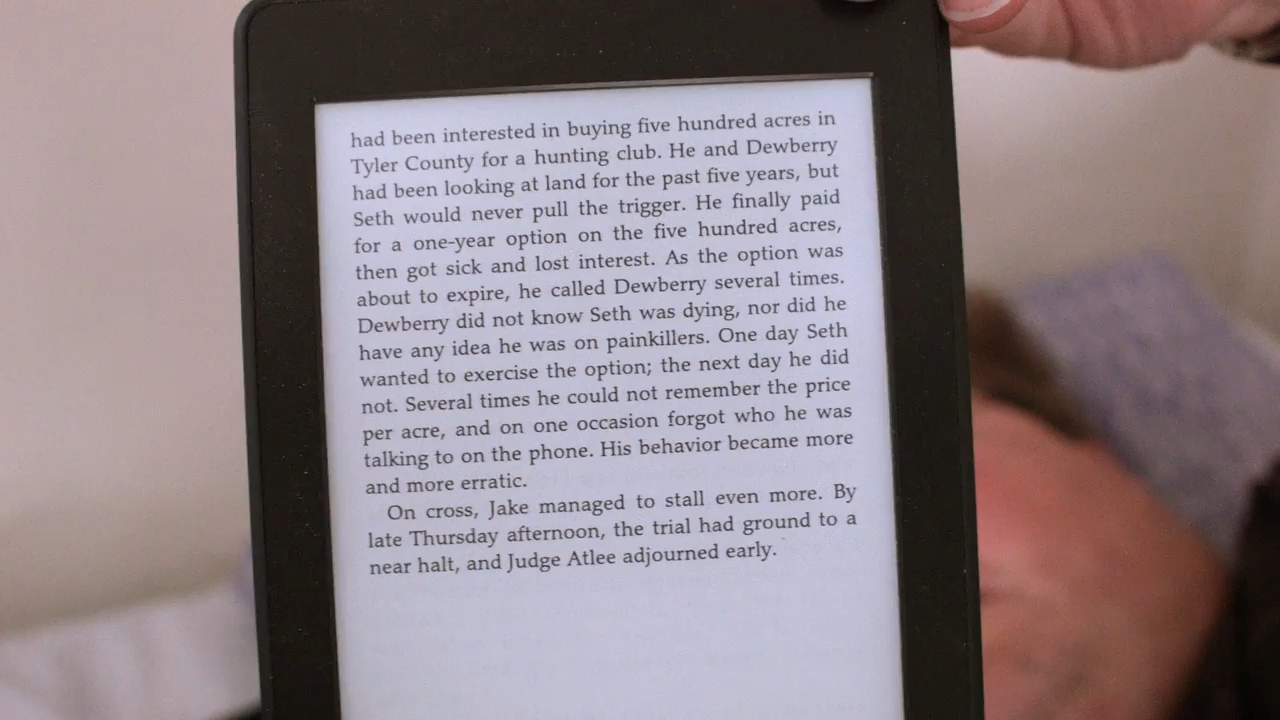 had been interested in buying five hundred acres in
Tyler County for a hunting club. He and Dewberry
had been looking at land for the past five years, but
Seth would never pull the trigger. He finally paid
for a one-year option on the five hundred acres,
then got sick and lost interest. As the option was
about to expire, he called Dewberry several times.
Dewberry did not know Seth was dying, nor did he
have any idea he was on painkillers. One day Seth
wanted to exercise the option; the next day he did
not. Several times he could not remember the price
per acre, and on one occasion forgot who he was
talking to on the phone. His behavior became more
and more erratic.
On cross, Jake managed to stall even more. By
late Thursday afternoon, the trial had ground to a
near halt, and Judge Atlee adjourned early.